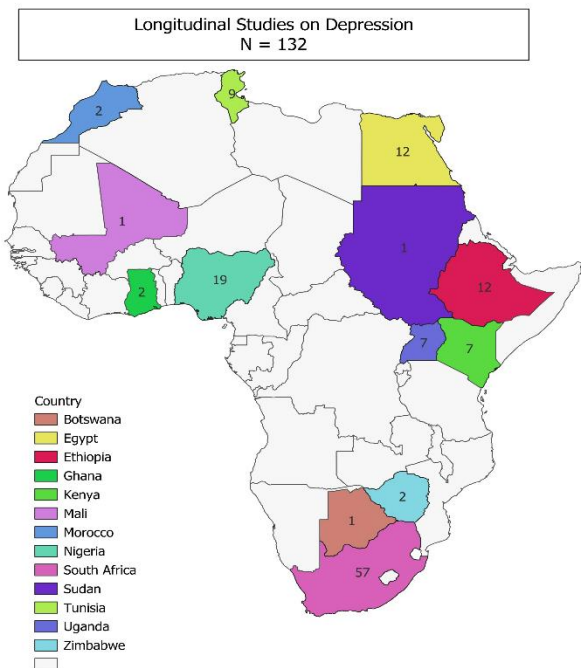 Longitudinal Studies on Depression
N = 132
2
9
12
1
1
2
19
12
7
7
2
1
57
Country
Botswana
Egypt
Ethiopia
Ghana
Kenya
Mali
Morocco
Nigeria
South Africa
Sudan
Tunisia
Uganda
Zimbabwe